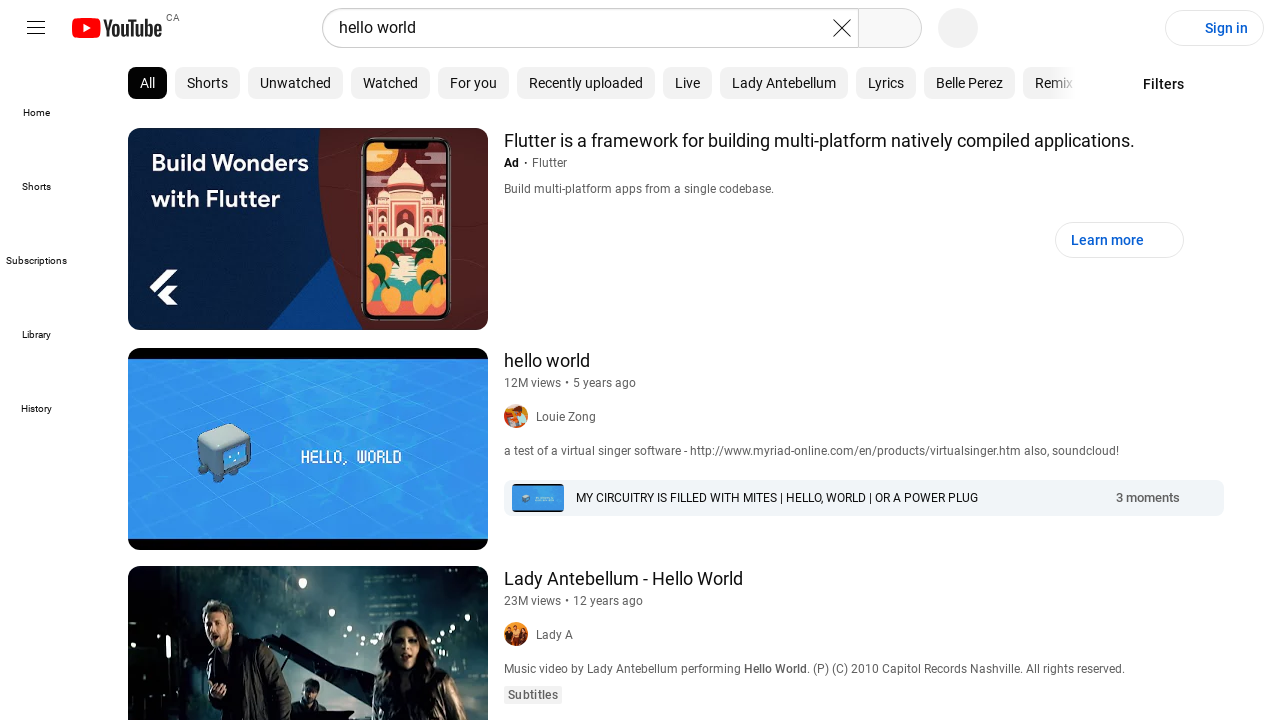 YouTube CA
hello world
Sign in
All
Shorts
Unwatched
Watched
For you
Recently uploaded
Live
Lady Antebellum
Lyrics
Belle Perez
Remix
Filters
Home
Shorts
Subscriptions
Library
History
Build Wonders
with Flutter
Flutter is a framework for building multi-platform natively compiled applications.
Ad · Flutter
Build multi-platform apps from a single codebase.
Learn more
HELLO, WORLD
hello world
12M views • 5 years ago
Louie Zong
a test of a virtual singer software - http://www.myriad-online.com/en/products/virtualsinger.htm also, soundcloud!
MY CIRCUITRY IS FILLED WITH MITES | HELLO, WORLD | OR A POWER PLUG
3 moments
Lady Antebellum - Hello World
23M views • 12 years ago
Lady A
Music video by Lady Antebellum performing Hello World. (P) (C) 2010 Capitol Records Nashville. All rights reserved.
Subtitles